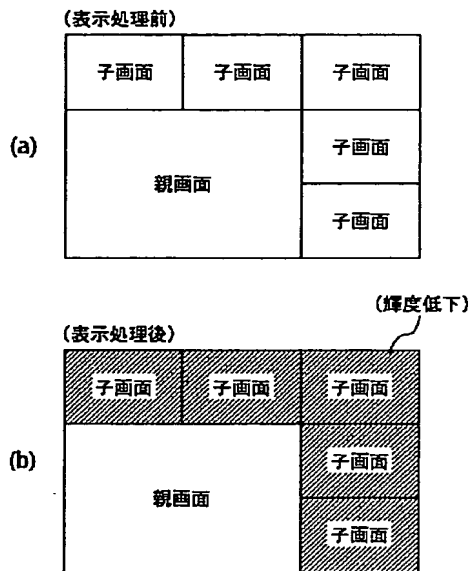 (表示処理前)
子画面 子画面 子画面
(a)
子画面
親画面
子画面
(輝度低下)
(表示処理後)
子画面 子画面 子画面
子画面
(b)
親画面
子画面